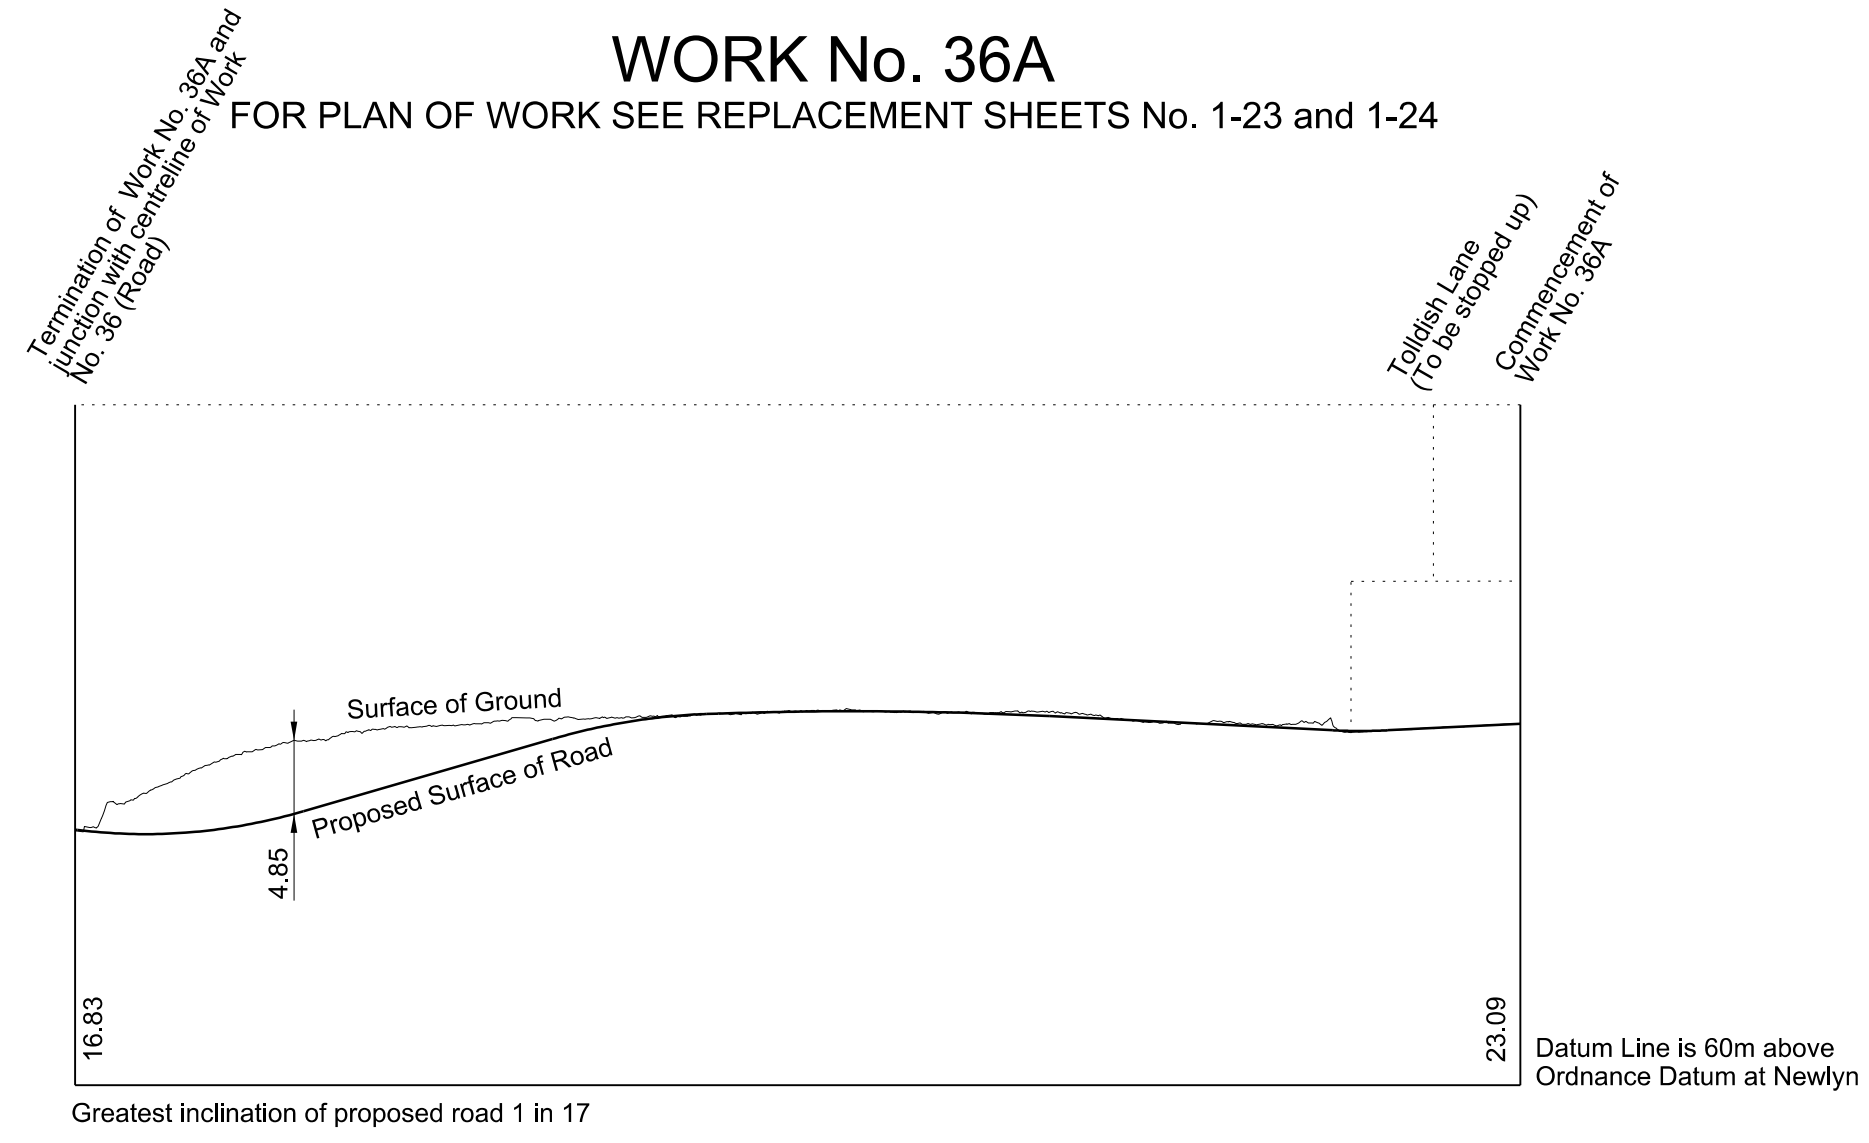 WORK No. 36A
FOR PLAN OF WORK SEE REPLACEMENT SHEETS No. 1-23 and 1-24
Termination of Work No. 36A and
junction with centreline of Work
No. 36 (Road)
Tolldish Lane
(To be stopped up)
Commencement of
Work No. 36A
Surface of Ground
Proposed Surface of Road
4.85
16.83
23.09
Datum Line is 60m above
Ordnance Datum at Newlyn
Greatest inclination of proposed road 1 in 17